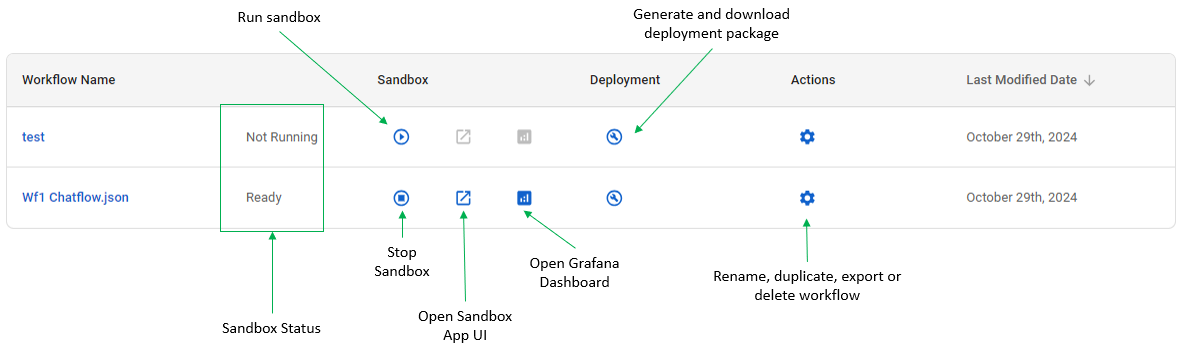 Run sandbox
Generate and download
deployment package
Workflow Name
Sandbox
Deployment
Actions
Last Modified Date
test
Not Running
October 29th, 2024
Wf1 Chatflow.json
Ready
October 29th, 2024
Stop
Sandbox
Open Grafana
Dashboard
Rename, duplicate, export or
delete workflow
Sandbox Status
Open Sandbox
App UI